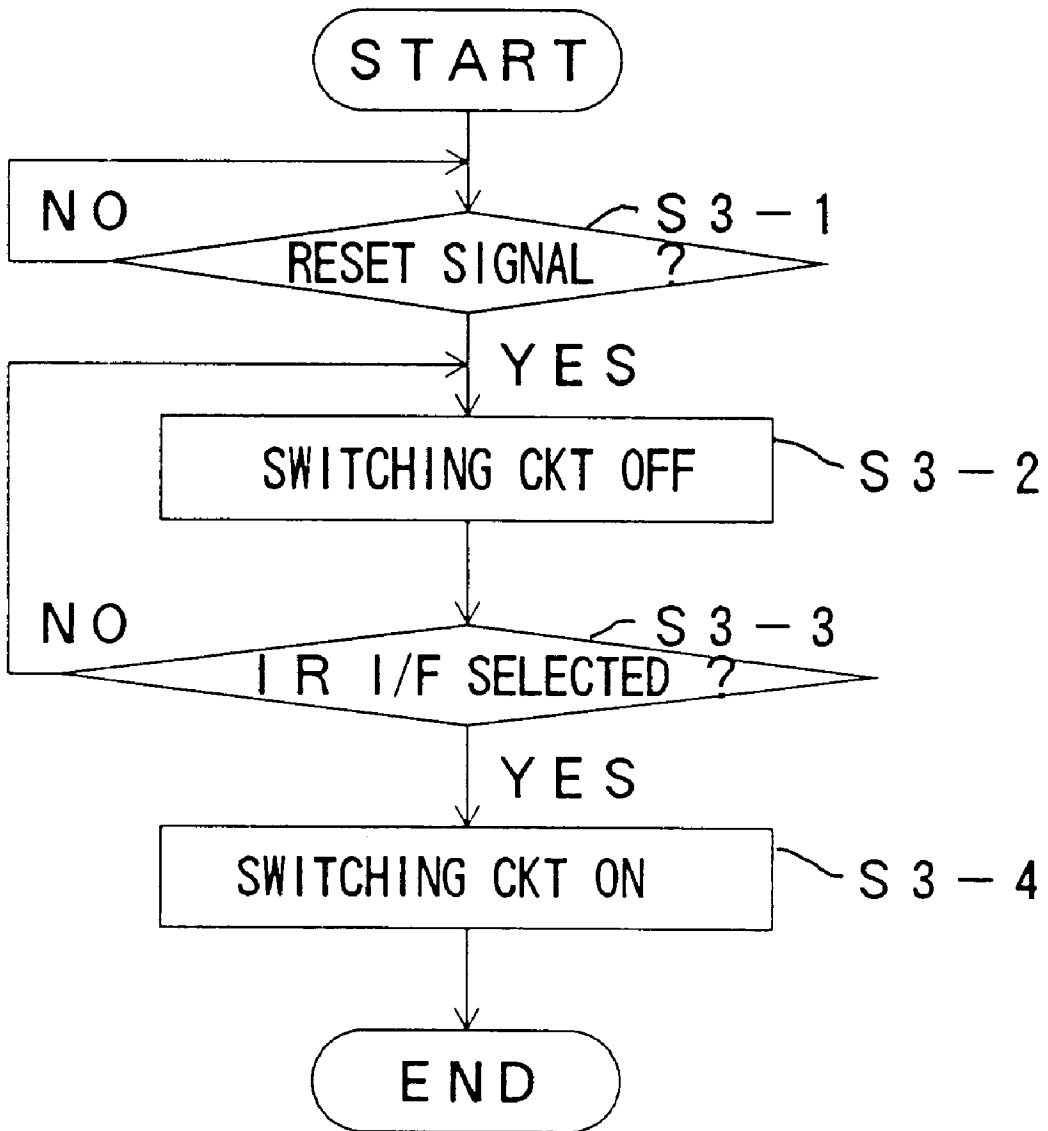 START
NO
S3-1
RESET SIGNAL ?
YES
SWITCHING CKT OFF
S3-2
NO
S3-3
IR I/F SELECTED ?
YES
SWITCHING CKT ON
S3-4
END